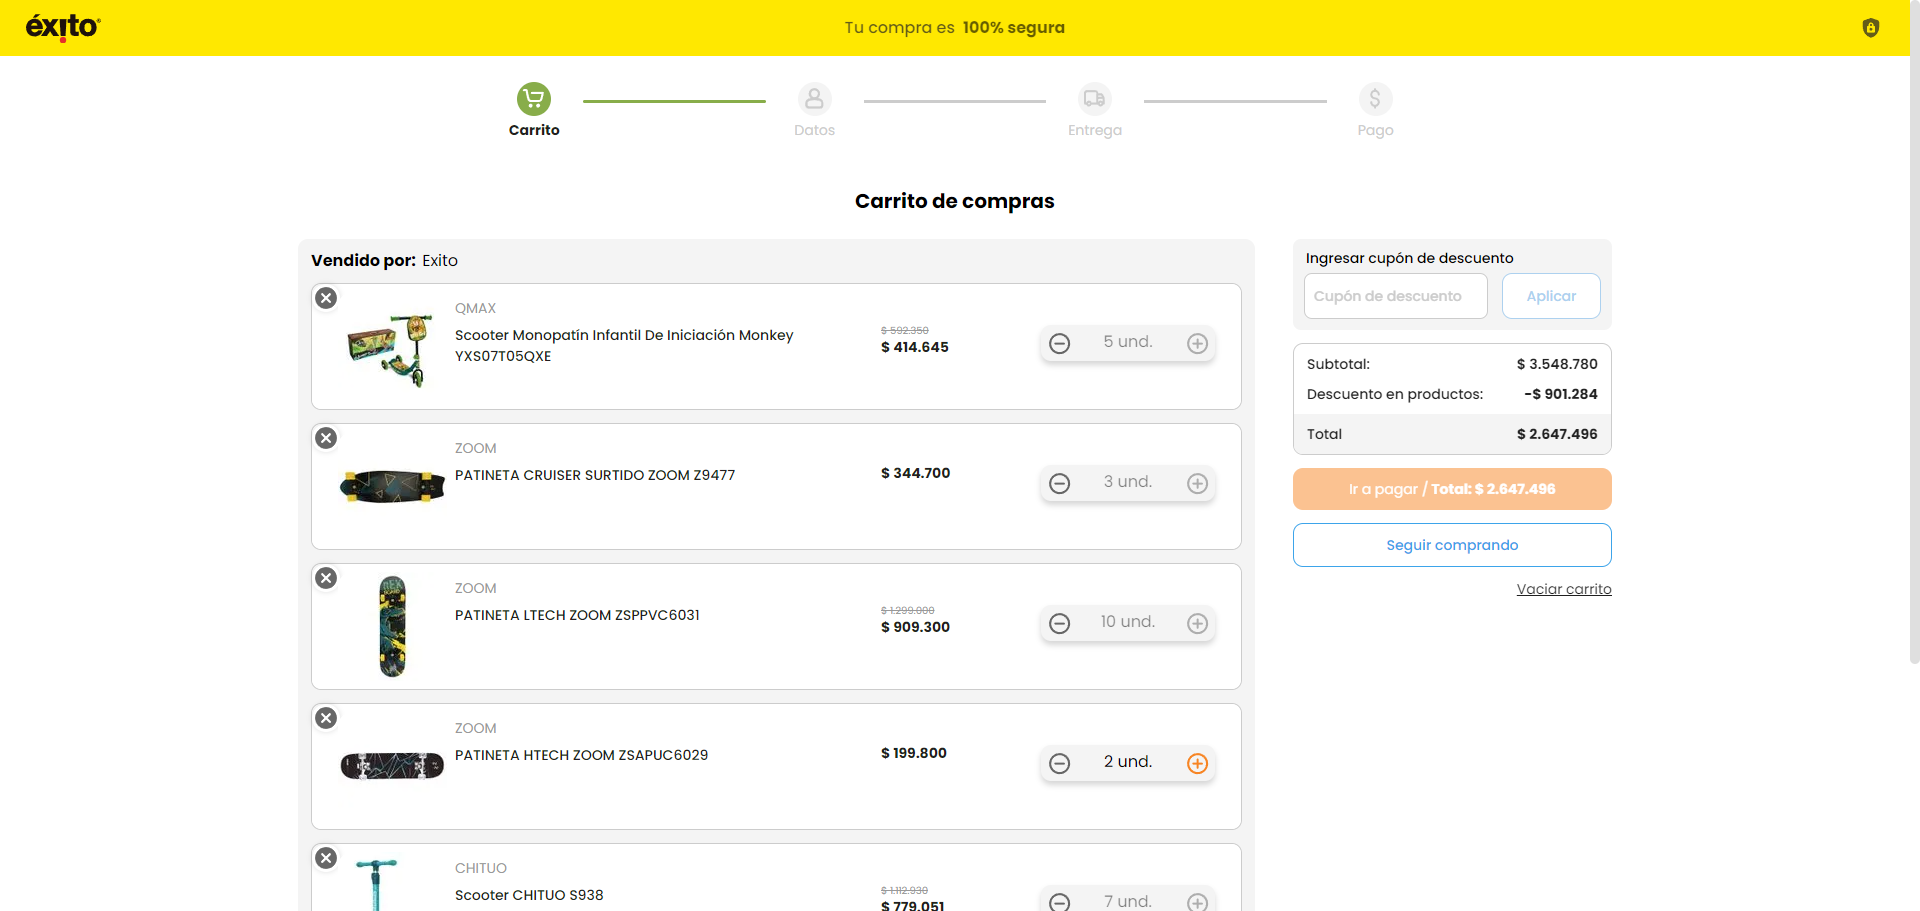 éxito
Tu compra es 100% segura
Carrito
Datos
Entrega
Pago
Carrito de compras
Vendido por: Exito
QMAX
Scooter Monopatín Infantil De Iniciación Monkey
YXS07T05QXE
$ 592.350
$ 414.645
5 und.
ZOOM
PATINETA CRUISER SURTIDO ZOOM Z9477
$ 344.700
3 und.
ZOOM
PATINETA LTECH ZOOM ZSPPVC6031
$ 1.299.000
$ 909.300
10 und.
ZOOM
PATINETA HTECH ZOOM ZSAPUC6029
$ 199.800
2 und.
CHITUO
Scooter CHITUO S938
$ 1.112.930
$ 779.051
7 und.
Ingresar cupón de descuento
Cupón de descuento
Aplicar
Subtotal: $ 3.548.780
Descuento en productos: -$ 901.284
Total $ 2.647.496
Ir a pagar / Total: $ 2.647.496
Seguir comprando
Vaciar carrito